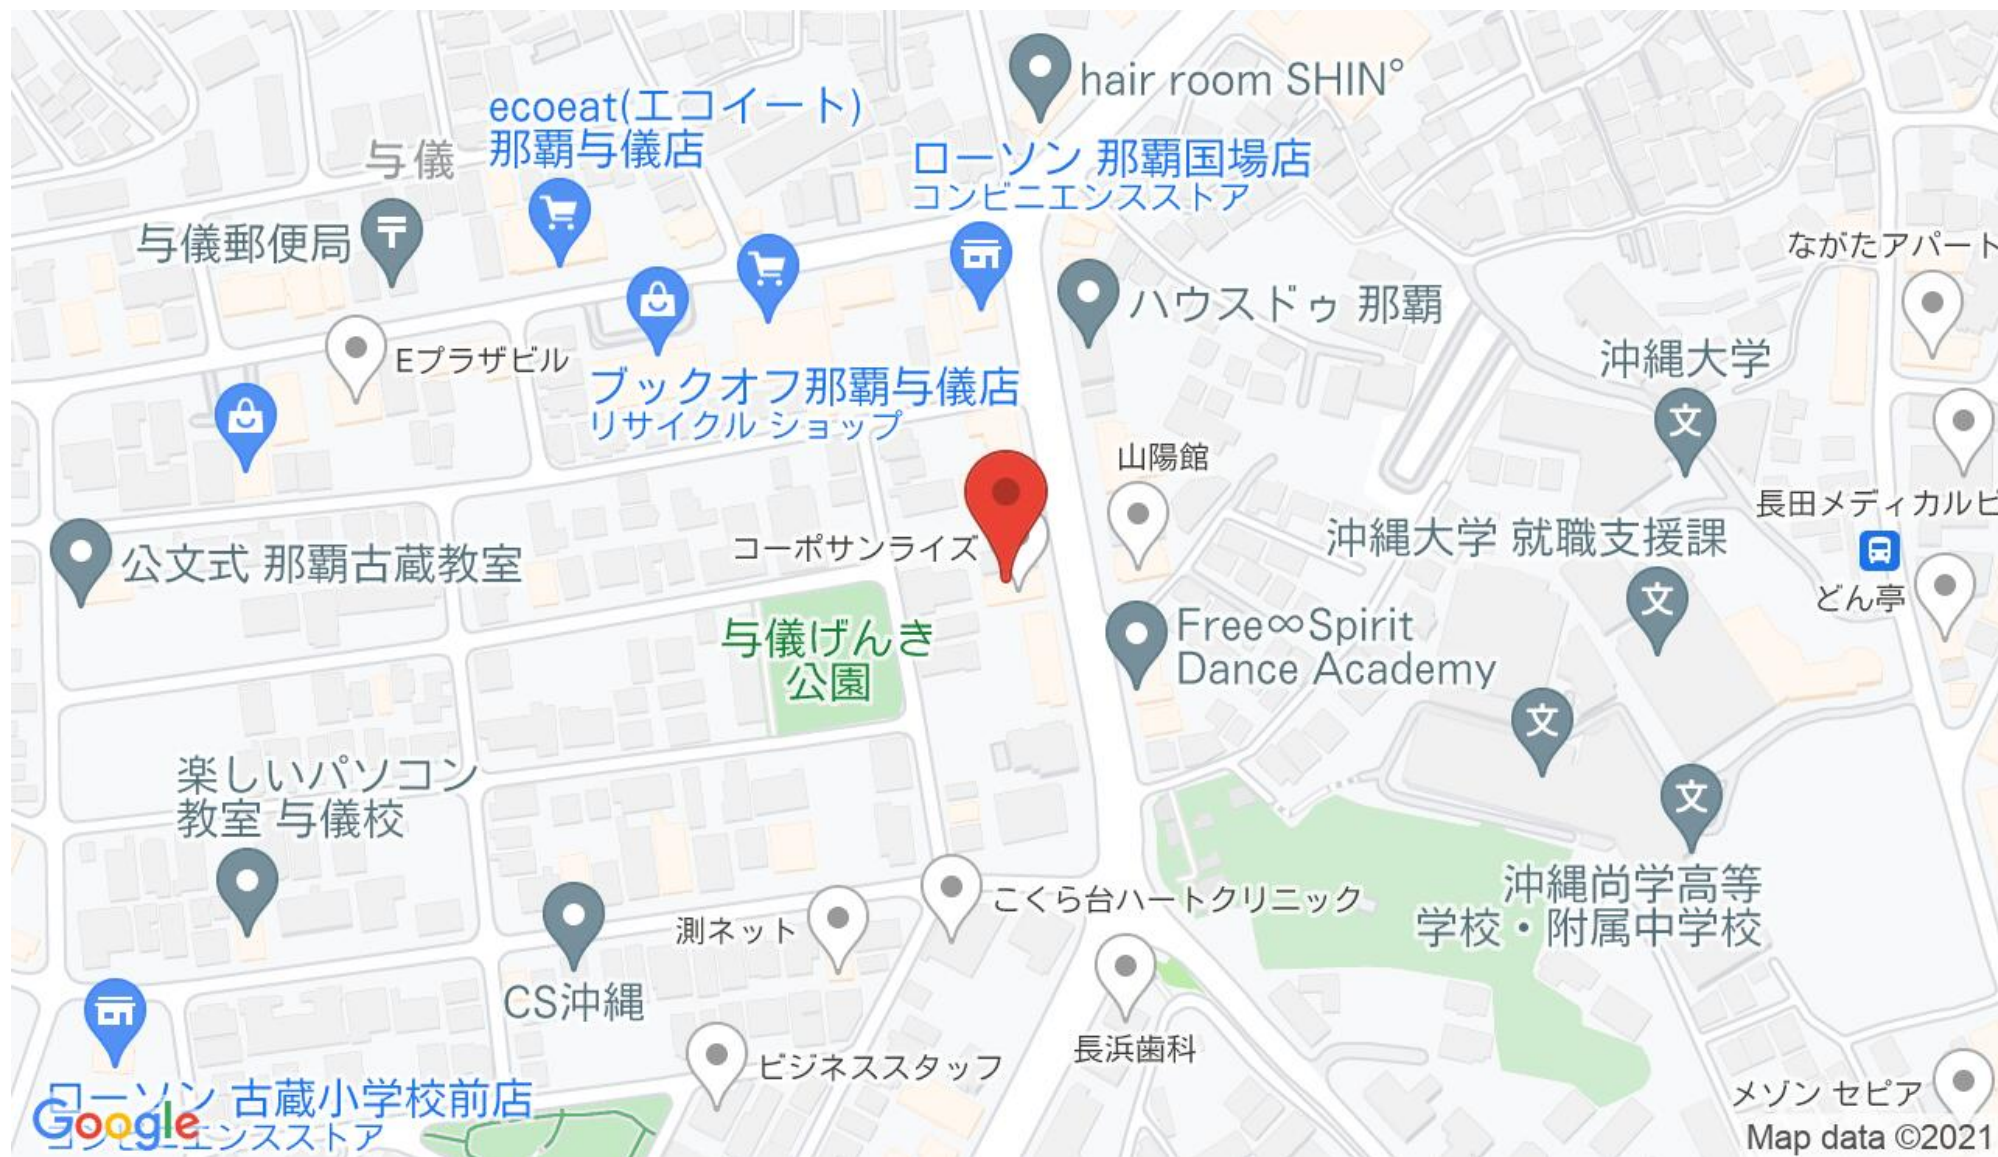 hair room SHIN°
ecoeat(エコイート)
那覇与儀店
与儀
ローソン 那覇国場店
コンビニエンスストア
与儀郵便局
ながたアパート
ハウスドゥ 那覇
Eプラザビル
沖縄大学
ブックオフ那覇与儀店
リサイクル ショップ
山陽館
長田メディカルビ
コーポサンライズ
沖縄大学 就職支援課
公文式 那覇古蔵教室
どん亭
与儀げんき
公園
Free∞Spirit
Dance Academy
楽しいパソコン
教室 与儀校
沖縄尚学高等
学校・附属中学校
こくら台ハートクリニック
測ネット
CS沖縄
長浜歯科
ビジネススタッフ
メゾン セピア
ローソン 古蔵小学校前店
コンビニエンスストア
Google
Map data ©2021